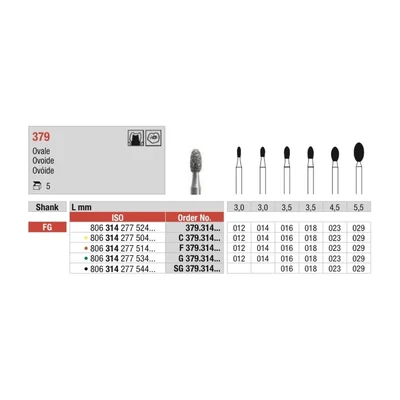 379
Ovale
Ovoide
Ovóide
5
Shank L mm 3,0 3,0 3,5 3,5 4,5 5,5
ISO Order No.
FG 806 314 277 524... 379.314... 012 014 016 018 023 029
806 314 277 504... C 379.314... 012 014 016 018 023 029
806 314 277 514... F 379.314... 012 014 016 018 023 029
806 314 277 534... G 379.314... 012 014 016 018 023 029
806 314 277 544... SG 379.314... 016 018 023 029